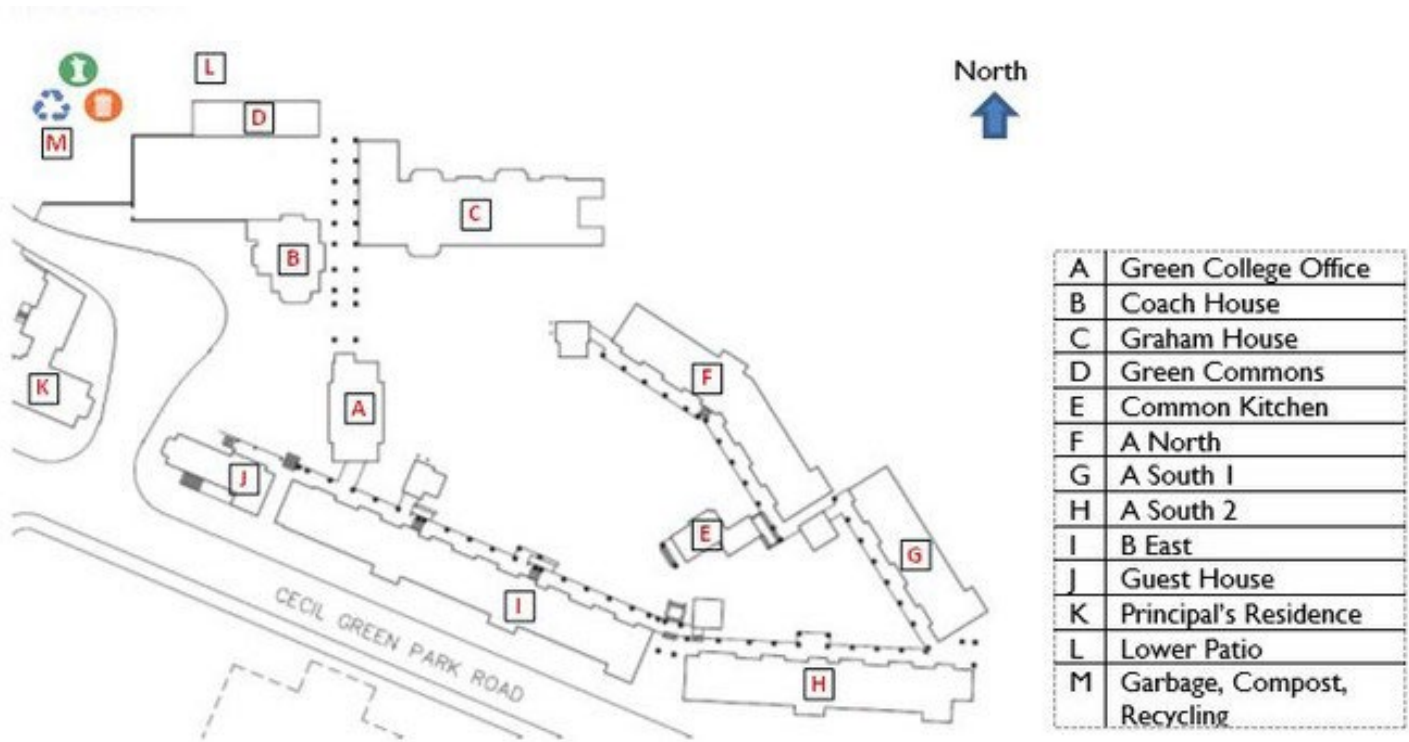 L
North
D
M
C
B
K
F
A
J
E
G
I
CECIL GREEN PARK ROAD
H
A Green College Office
B Coach House
C Graham House
D Green Commons
E Common Kitchen
F A North
G A South 1
H A South 2
I B East
J Guest House
K Principal's Residence
L Lower Patio
M Garbage, Compost,
Recycling